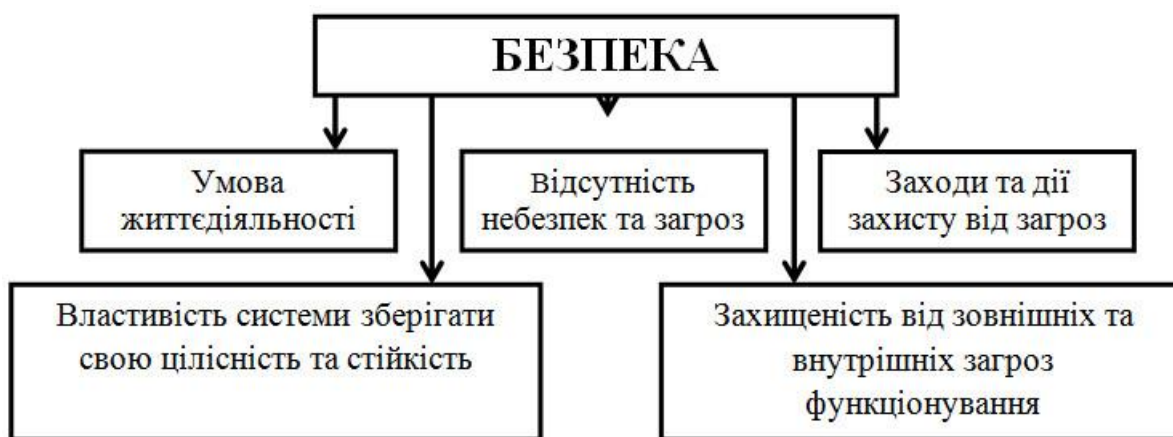 БЕЗПЕКА
Умова
життєдіяльності
Відсутність
небезпек та загроз
Заходи та дії
захисту від загроз
Властивість системи зберігати
свою цілісність та стійкість
Захищеність від зовнішніх та
внутрішніх загроз
функціонування